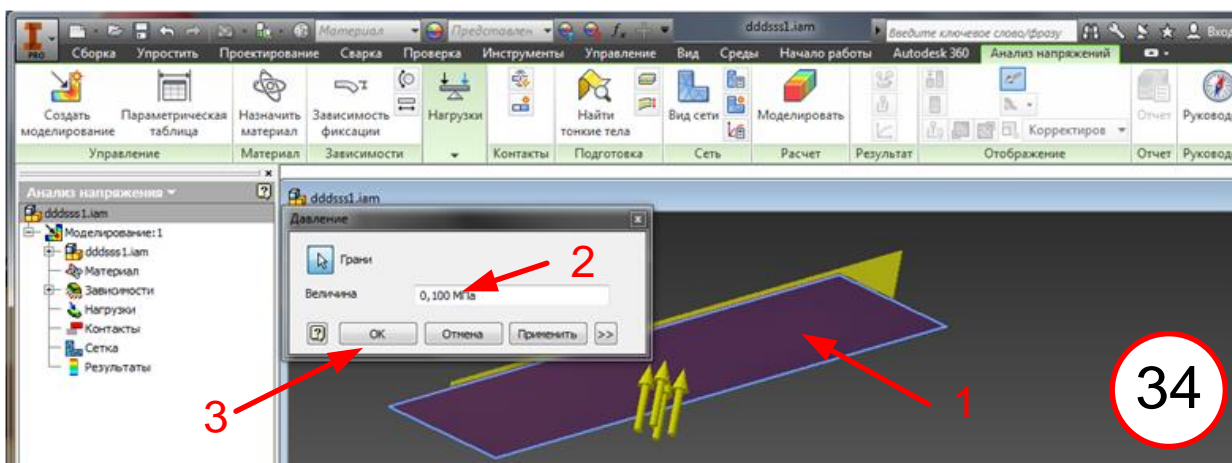 Материал
Представлен
dddsss1.iam
Введите ключевое слово/фразу
Вход
PRO
Сборка Упростить Проектирование Сварка Проверка Инструменты Управление Вид Среды Начало работы Autodesk 360 Анализ напряжений
Создать моделирование
Параметрическая таблица
Назначить материал
Зависимость фиксации
Нагрузки
Найти тонкие тела
Вид сети
Моделировать
Корректиров
Отчет
Руковод
Управление Материал Зависимости Контакты Подготовка Сеть Расчет Результат Отображение Отчет Руковод
Анализ напряжения
dddsss1.iam
Моделирование:1
dddsss1.iam
Материал
Зависимости
Нагрузки
Контакты
Сетка
Результаты
dddsss1.iam
Давление
Грани
Величина 0,100 МПа
OK Отмена Применить >>
2
3
1
34